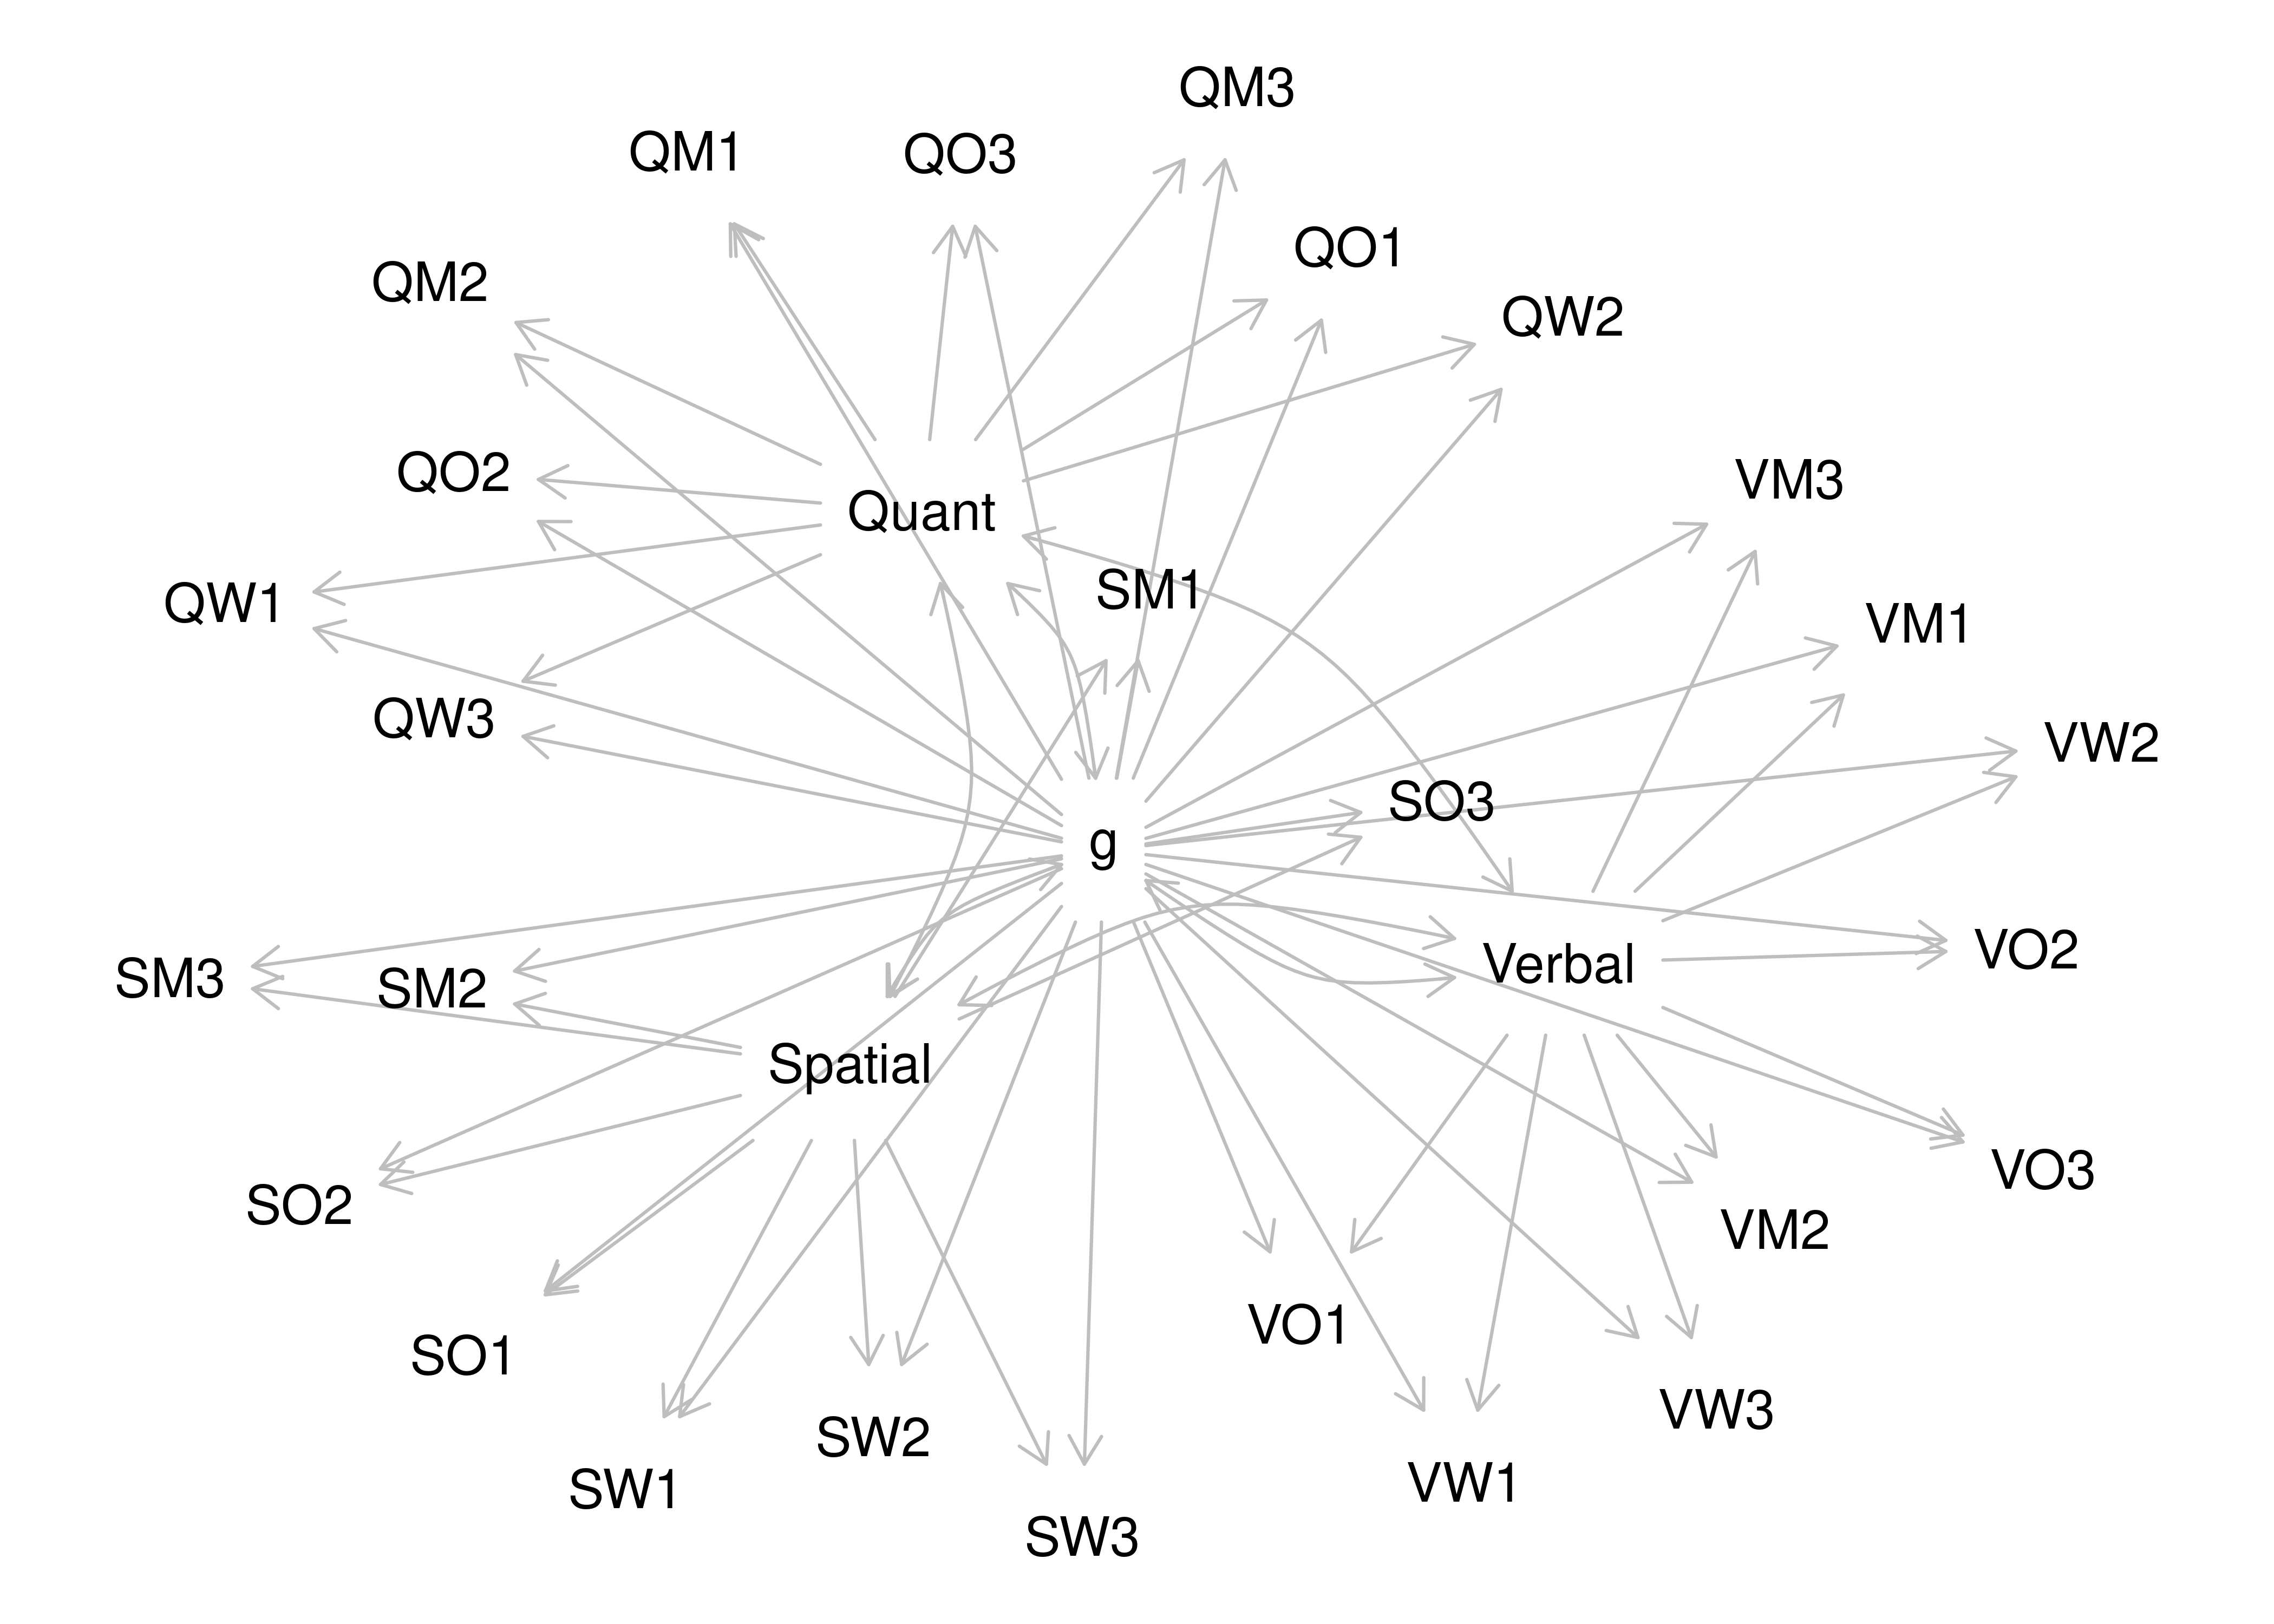 QM3
QM1
QO3
QO1
QM2
QW2
QO2
VM3
Quant
SM1
QW1
VM1
QW3
VW2
SO3
g
VO2
Verbal
SM3
SM2
Spatial
VO3
SO2
VM2
VO1
SO1
VW3
SW2
VW1
SW1
SW3